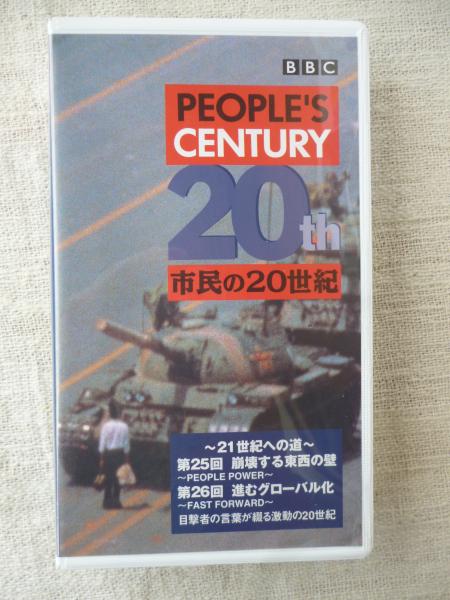 BBC
PEOPLE'S
CENTURY
20th
市民の20世紀
～21世紀への道～
第25回 崩壊する東西の壁
～PEOPLE POWER～
第26回 進むグローバル化
～FAST FORWARD～
目撃者の言葉が綴る激動の20世紀